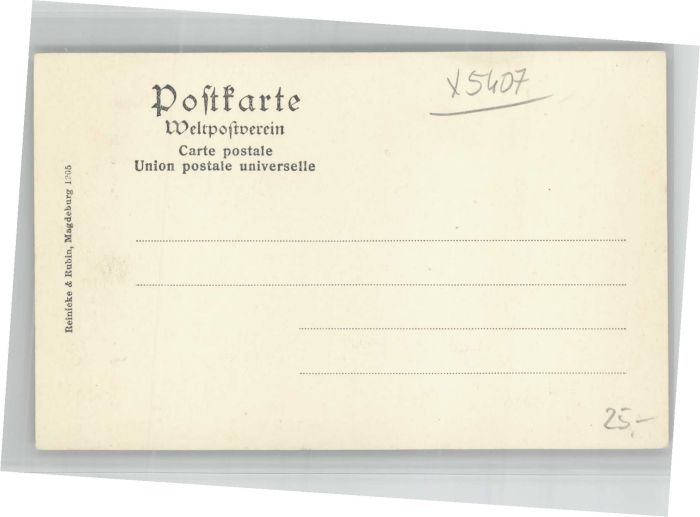 x5407
Poſtkarte
Weltpoſtverein
Carte postale
Union postale universelle
Reinicke & Rubin, Magdeburg 1905
25,-